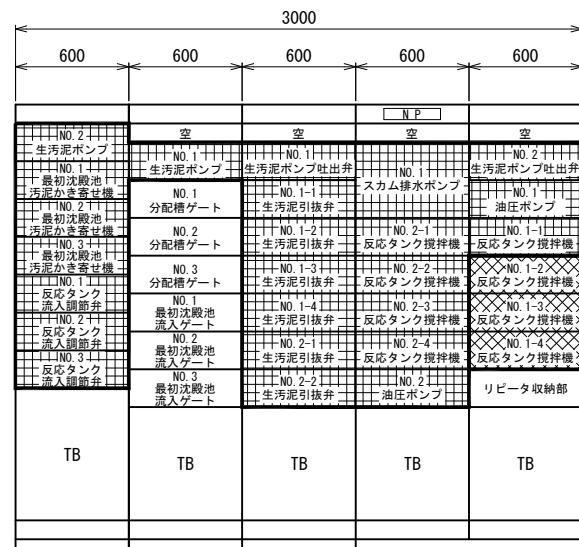 3000
600 600 600 600 600
N P
NO.2
生汚泥ポンプ
NO.1
最初沈殿池
汚泥かき寄せ機
NO.2
最初沈殿池
汚泥かき寄せ機
NO.3
最初沈殿池
汚泥かき寄せ機
NO.1
反応タンク
流入調節弁
NO.2
反応タンク
流入調節弁
NO.3
反応タンク
流入調節弁
TB
空
NO.1
生汚泥ポンプ
NO.1
分配槽ゲート
NO.2
分配槽ゲート
NO.3
分配槽ゲート
NO.1
最初沈殿池
流入ゲート
NO.2
最初沈殿池
流入ゲート
NO.3
最初沈殿池
流入ゲート
TB
空
NO.1
生汚泥ポンプ吐出弁
NO.1-1
生汚泥引抜弁
NO.1-2
生汚泥引抜弁
NO.1-3
生汚泥引抜弁
NO.1-4
生汚泥引抜弁
NO.2-1
生汚泥引抜弁
NO.2-2
生汚泥引抜弁
TB
空
NO.1
スカム排水ポンプ
NO.2-1
反応タンク撹拌機
NO.2-2
反応タンク撹拌機
NO.2-3
反応タンク撹拌機
NO.2-4
反応タンク撹拌機
NO.2
油圧ポンプ
TB
空
NO.2
生汚泥ポンプ吐出弁
NO.1
油圧ポンプ
NO.1-1
反応タンク撹拌機
NO.1-2
反応タンク撹拌機
NO.1-3
反応タンク撹拌機
NO.1-4
反応タンク撹拌機
リピータ収納部
TB